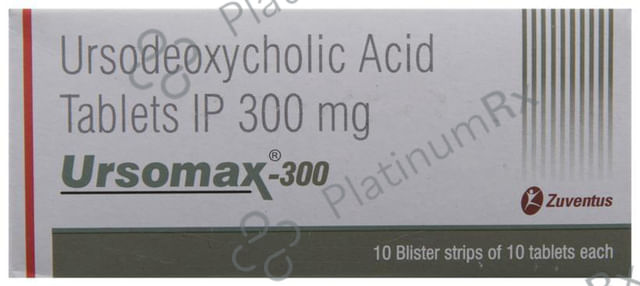 Ursodeoxycholic Acid
Tablets IP 300 mg
Ursomax®-300
Zuventus
10 Blister strips of 10 tablets each
PlatinumRx